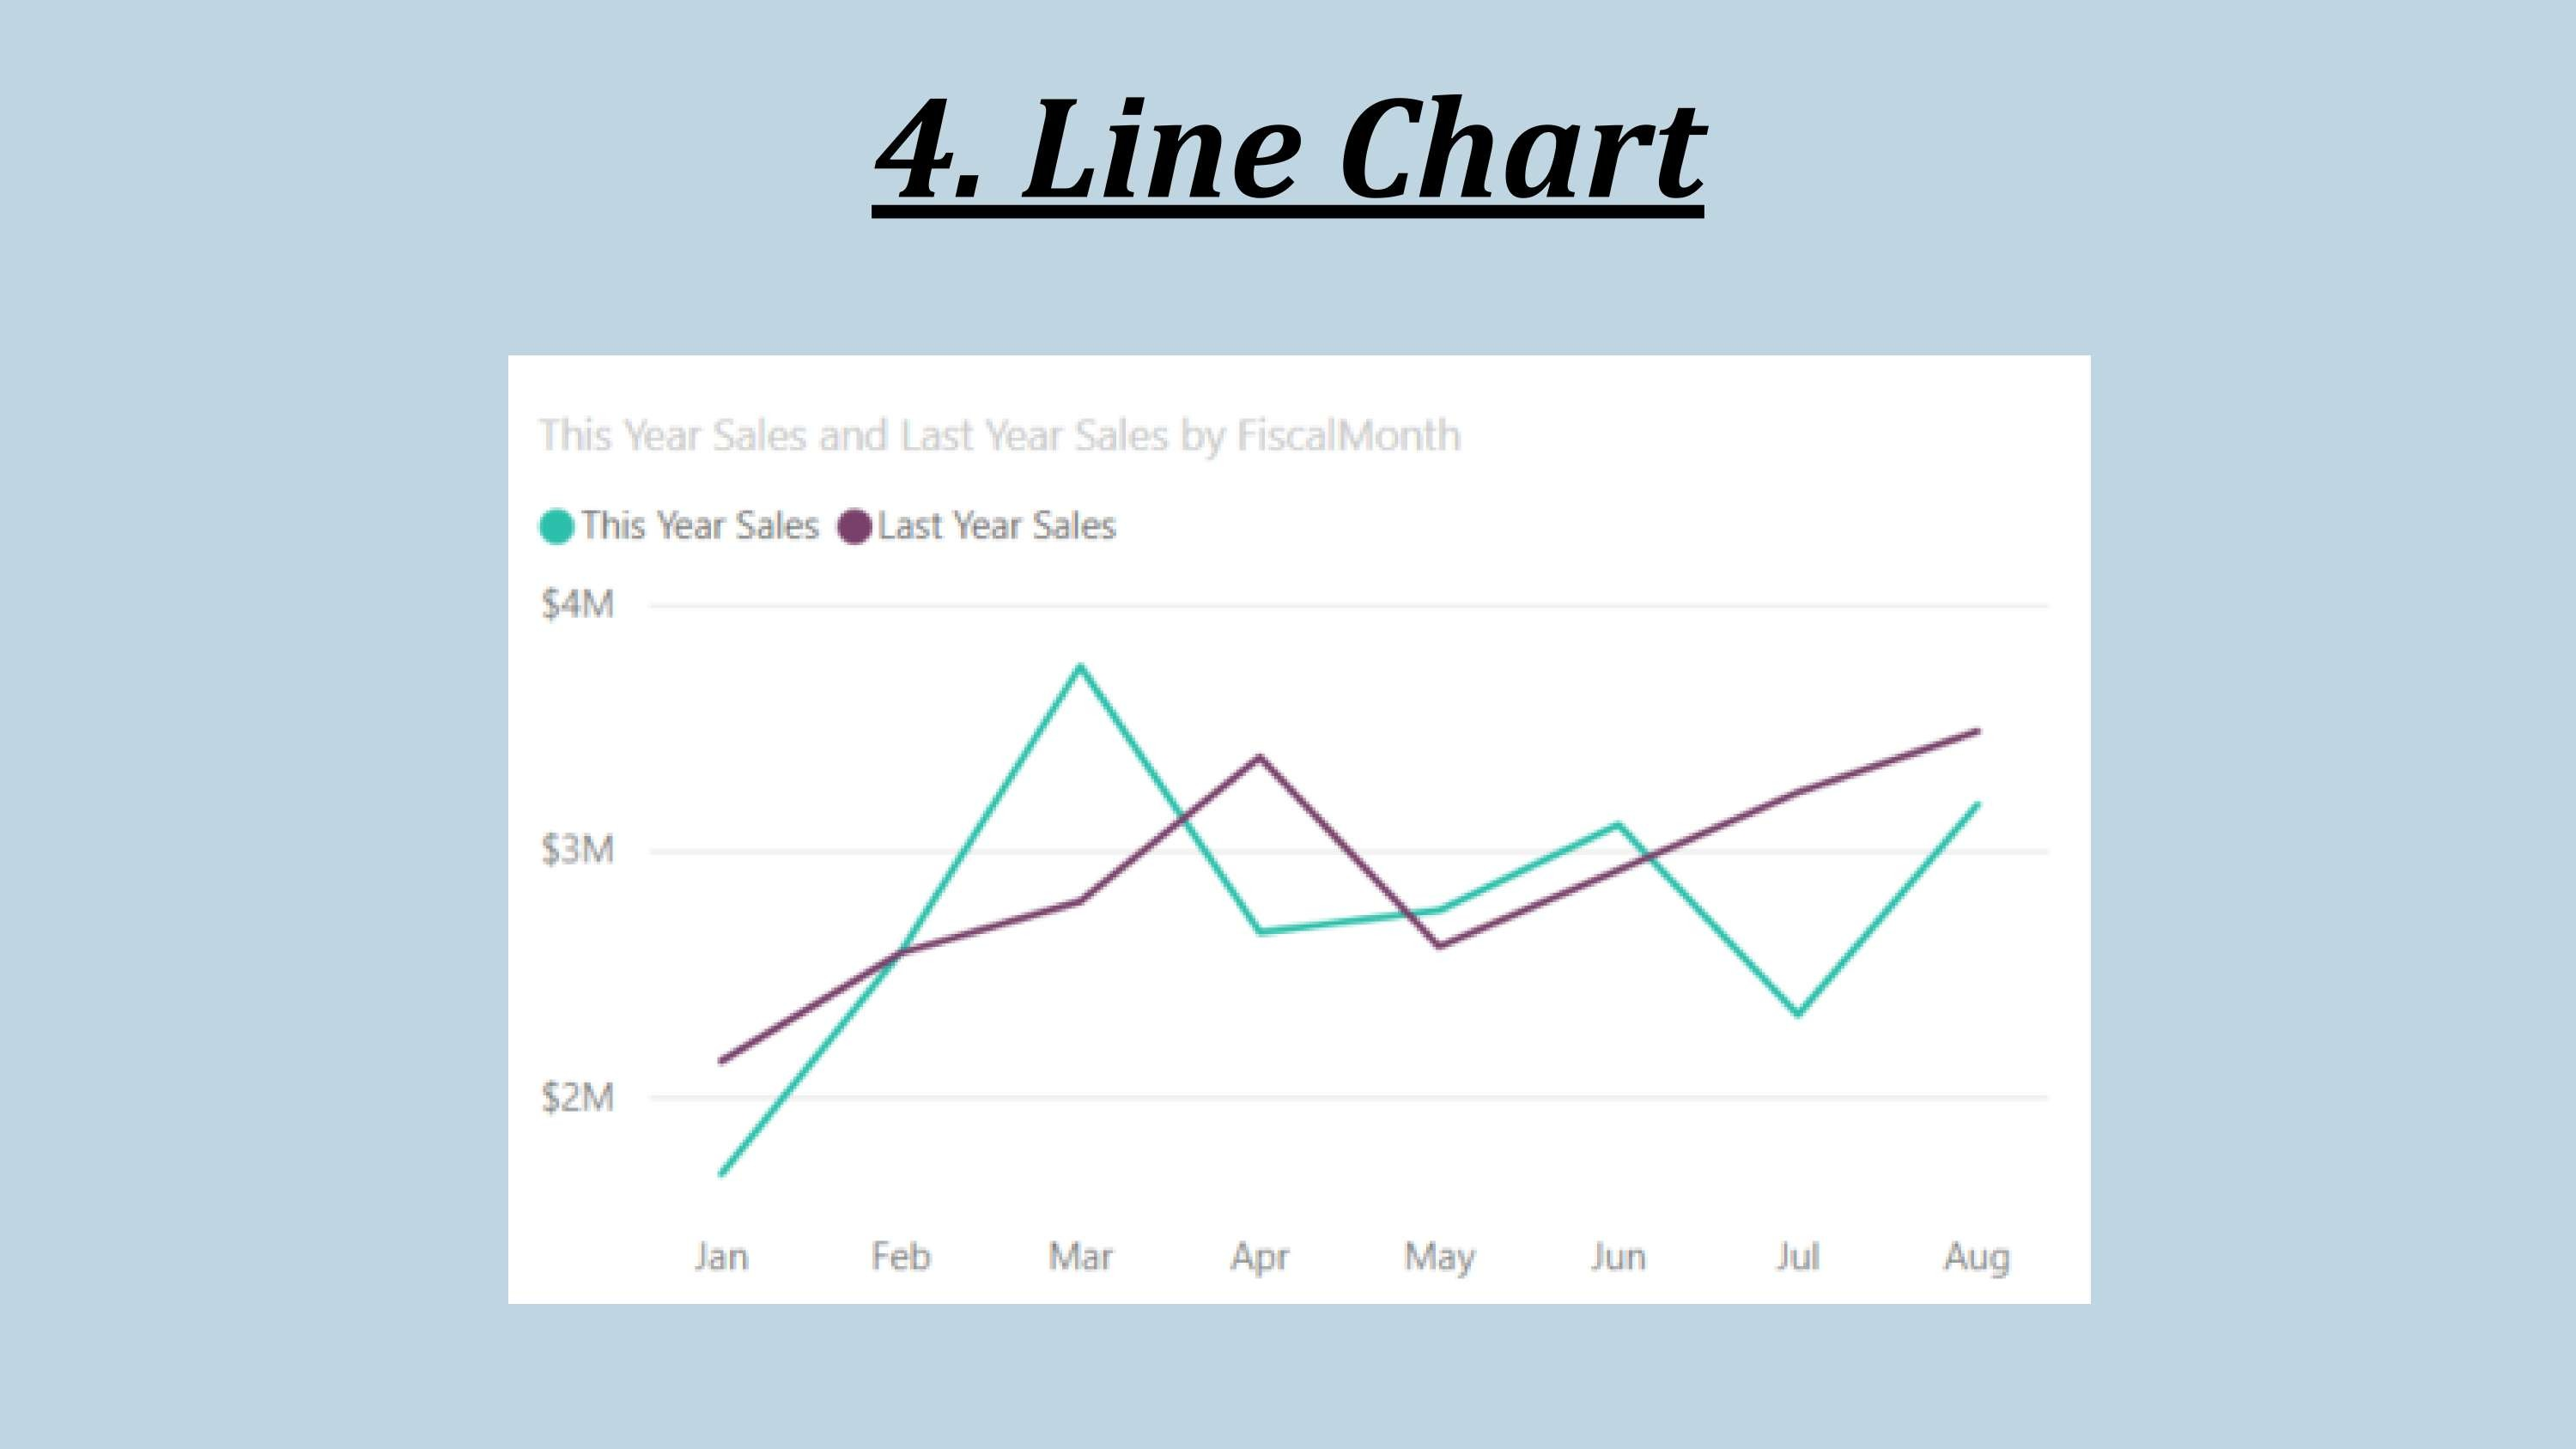 4. Line Chart
This Year Sales and Last Year Sales by FiscalMonth
This Year Sales Last Year Sales
$4M
$3M
$2M
Jan Feb Mar Apr May Jun Jul Aug